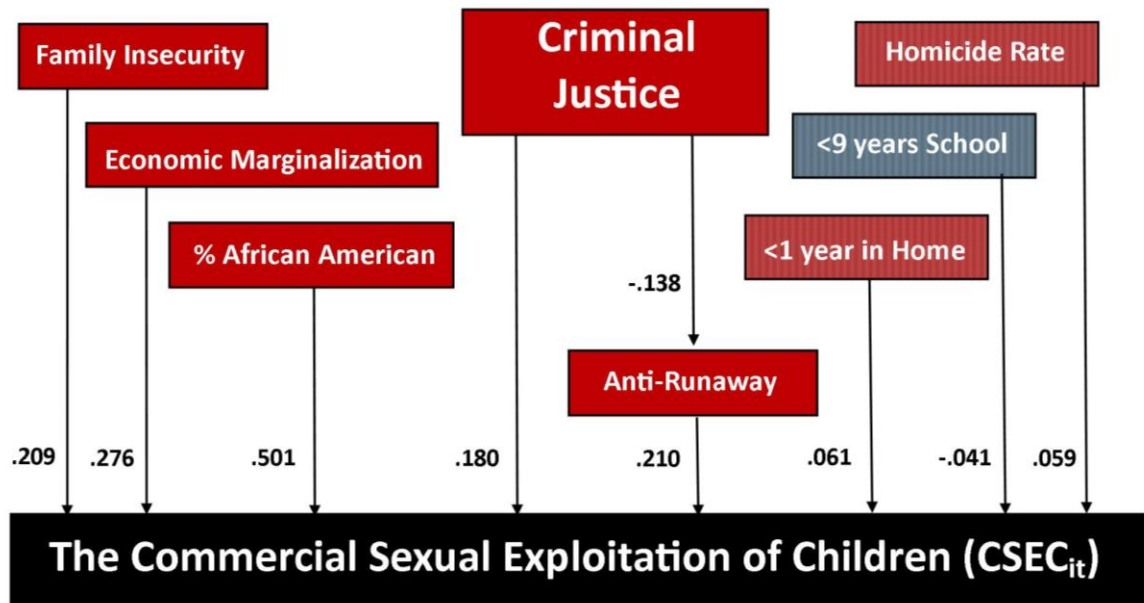 Family Insecurity
Criminal
Justice
Homicide Rate
Economic Marginalization
<9 years School
% African American
<1 year in Home
-.138
Anti-Runaway
.209
.276
.501
.180
.210
.061
-.041
.059
The Commercial Sexual Exploitation of Children (CSECit)